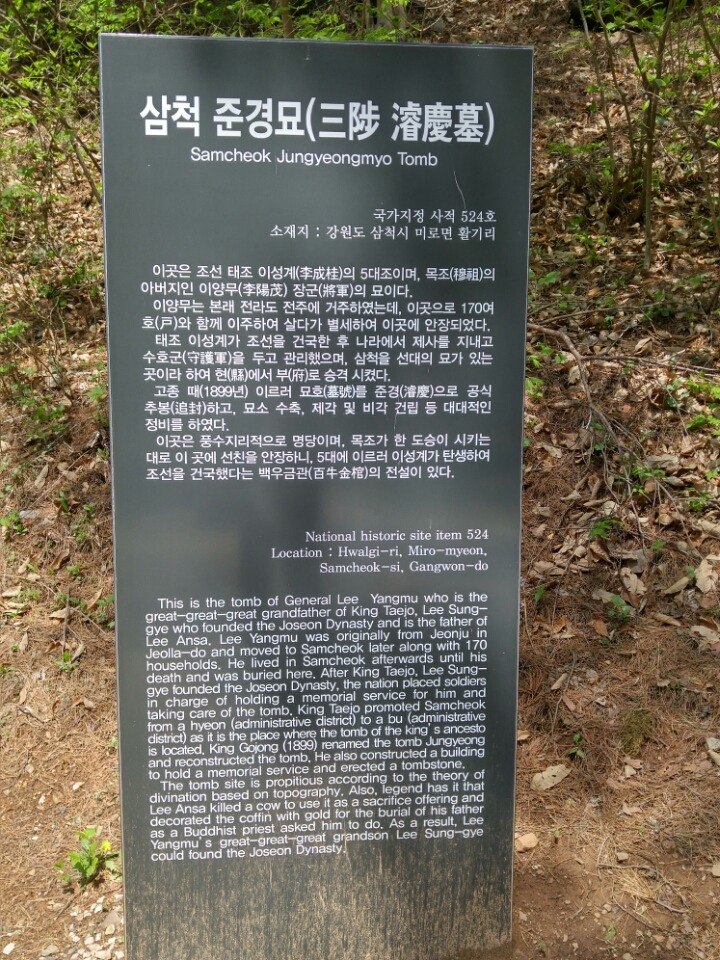 삼척 준경묘(三陟 濬慶墓)
Samcheok Jungyeongmyo Tomb
국가지정 사적 524호
소재지 : 강원도 삼척시 미로면 활기리
이곳은 조선 태조 이성계(李成桂)의 5대조이며, 목조(穆祖)의
아버지인 이양무(李陽茂) 장군(將軍)의 묘이다.
이양무는 본래 전라도 전주에 거주하였는데, 이곳으로 170여
호(戶)와 함께 이주하여 살다가 별세하여 이곳에 안장되었다.
태조 이성계가 조선을 건국한 후 나라에서 제사를 지내고
수호군(守護軍)을 두고 관리했으며, 삼척을 선대의 묘가 있는
곳이라 하여 현(縣)에서 부(府)로 승격 시켰다.
고종 때(1899년) 이르러 묘호(墓號)를 준경(濬慶)으로 공식
추봉(追封)하고, 묘소 수축, 제각 및 비각 건립 등 대대적인
정비를 하였다.
이곳은 풍수지리적으로 명당이며, 목조가 한 도승이 시키는
대로 이 곳에 선친을 안장하니, 5대에 이르러 이성계가 탄생하여
조선을 건국했다는 백우금관(百牛金棺)의 전설이 있다.
National historic site item 524
Location : Hwalgi-ri, Miro-myeon,
Samcheok-si, Gangwon-do
This is the tomb of General Lee Yangmu who is the
great-great-great grandfather of King Taejo, Lee Sung-
gye who founded the Joseon Dynasty and is the father of
Lee Ansa. Lee Yangmu was originally from Jeonju in
Jeolla-do and moved to Samcheok later along with 170
households. He lived in Samcheok afterwards until his
death and was buried here. After King Taejo, Lee Sung-
gye founded the Joseon Dynasty, the nation placed soldiers
in charge of holding a memorial service for him and
taking care of the tomb. King Taejo promoted Samcheok
from a hyeon (administrative district) to a bu (administrative
district) as it is the place where the tomb of the king's ancesto
is located. King Gojong (1899) renamed the tomb Jungyeong
and reconstructed the tomb. He also constructed a building
to hold a memorial service and erected a tombstone.
The tomb site is propitious according to the theory of
divination based on topography. Also, legend has it that
Lee Ansa killed a cow to use it as a sacrifice offering and
decorated the coffin with gold for the burial of his father
as a Buddhist priest asked him to do. As a result, Lee
Yangmu's great-great-great grandson Lee Sung-gye
could found the Joseon Dynasty.